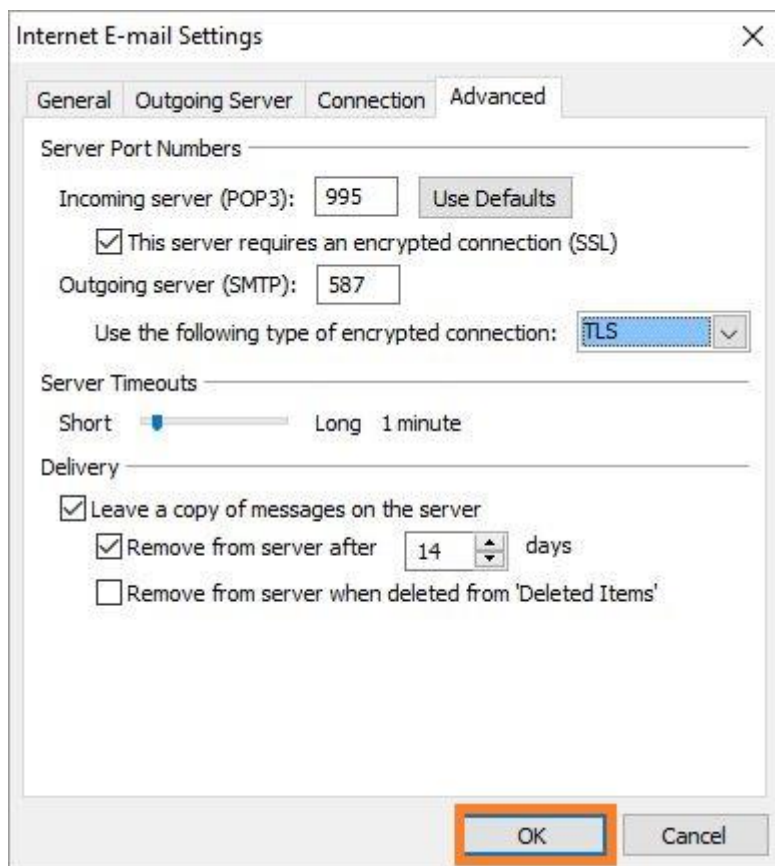 Internet E-mail Settings
General Outgoing Server Connection Advanced
Server Port Numbers
Incoming server (POP3): 995 Use Defaults
This server requires an encrypted connection (SSL)
Outgoing server (SMTP): 587
Use the following type of encrypted connection: TLS
Server Timeouts
Short Long 1 minute
Delivery
Leave a copy of messages on the server
Remove from server after 14 days
Remove from server when deleted from 'Deleted Items'
OK Cancel